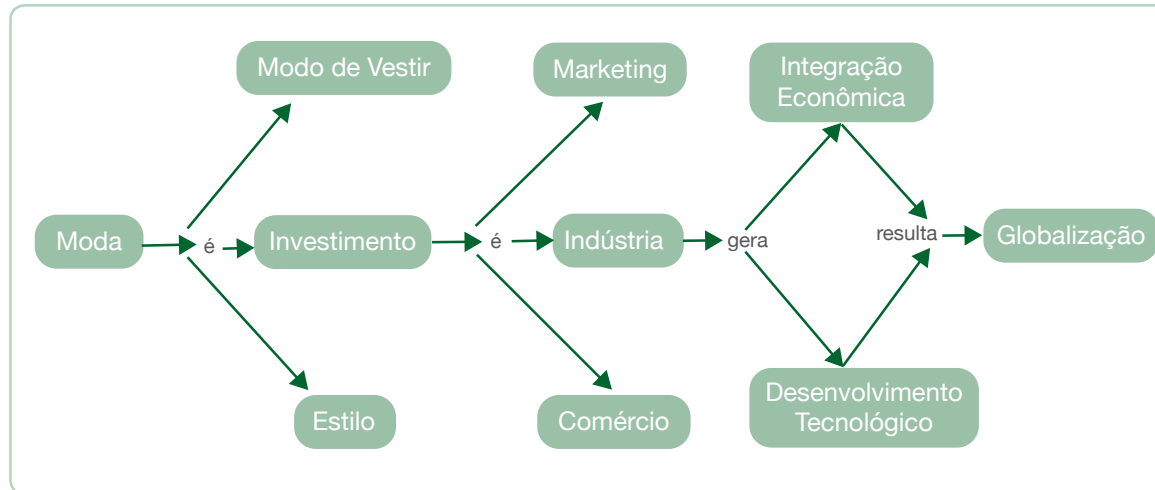 Modo de Vestir
Marketing
Integração
Econômica
Moda
é
Investimento
é
Indústria
gera
resulta
Globalização
Estilo
Comércio
Desenvolvimento
Tecnológico